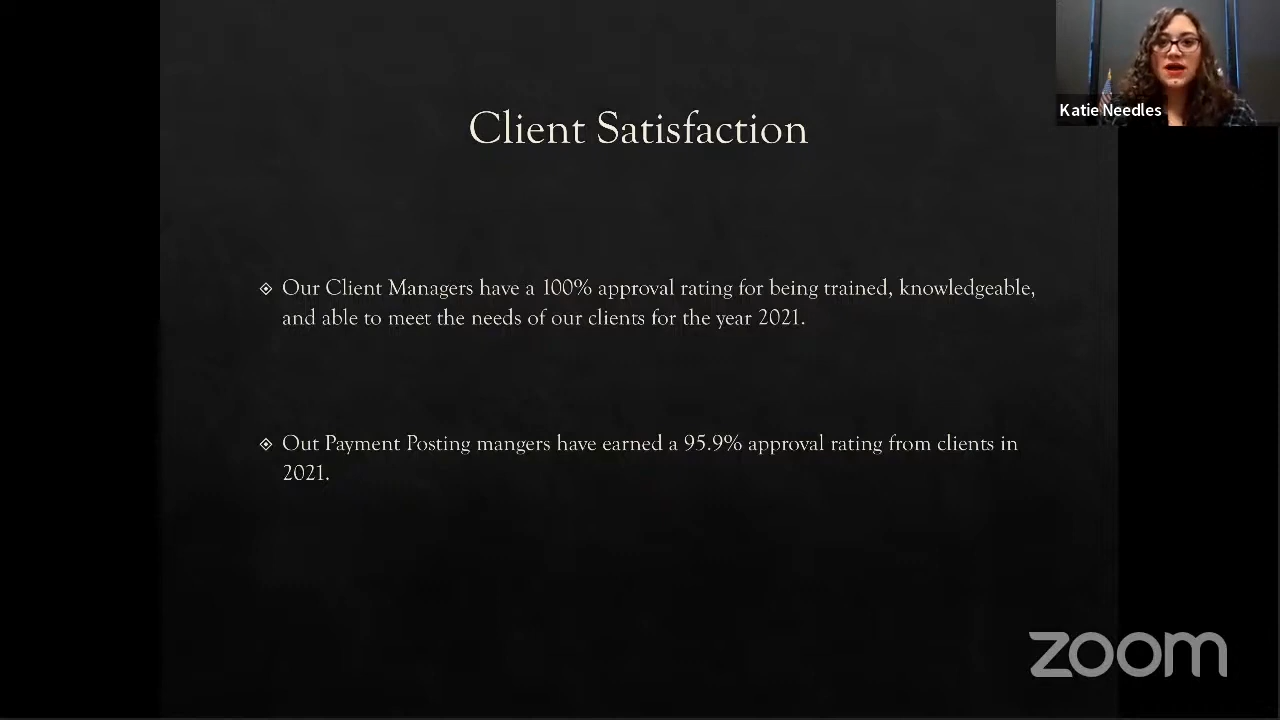 Katie Needles
Client Satisfaction
Our Client Managers have a 100% approval rating for being trained, knowledgeable,
and able to meet the needs of our clients for the year 2021.
Out Payment Posting mangers have earned a 95.9% approval rating from clients in
2021.
zoom